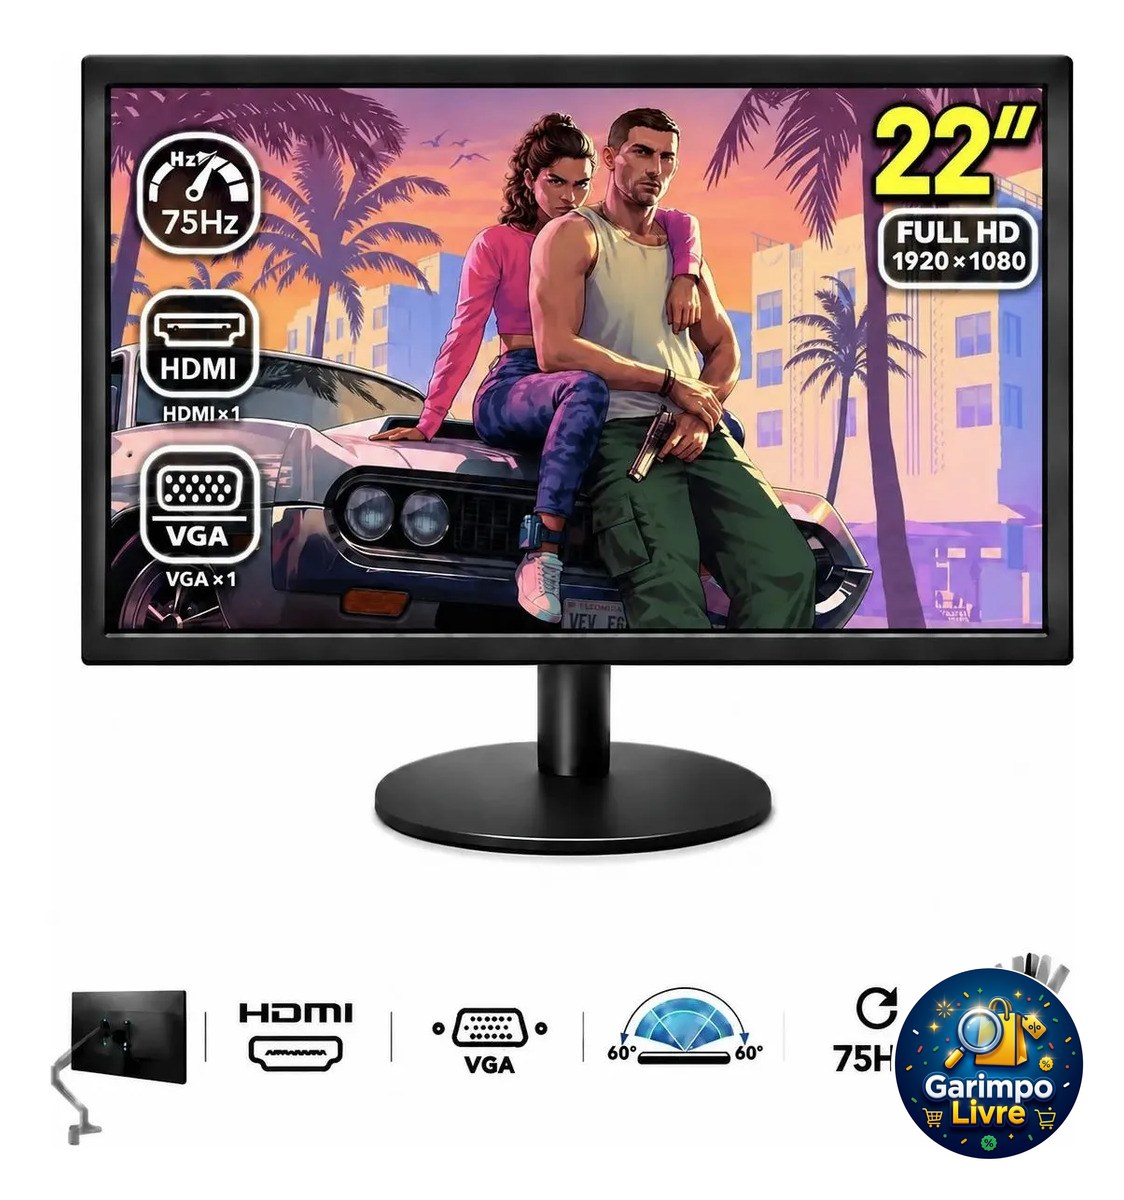 Hz
75Hz
22"
FULL HD
1920×1080
HDMI
HDMI×1
VGA
VGA×1
VEV
HDMI
VGA
60°
60°
75H
Garimpo
Livre
%
%
%